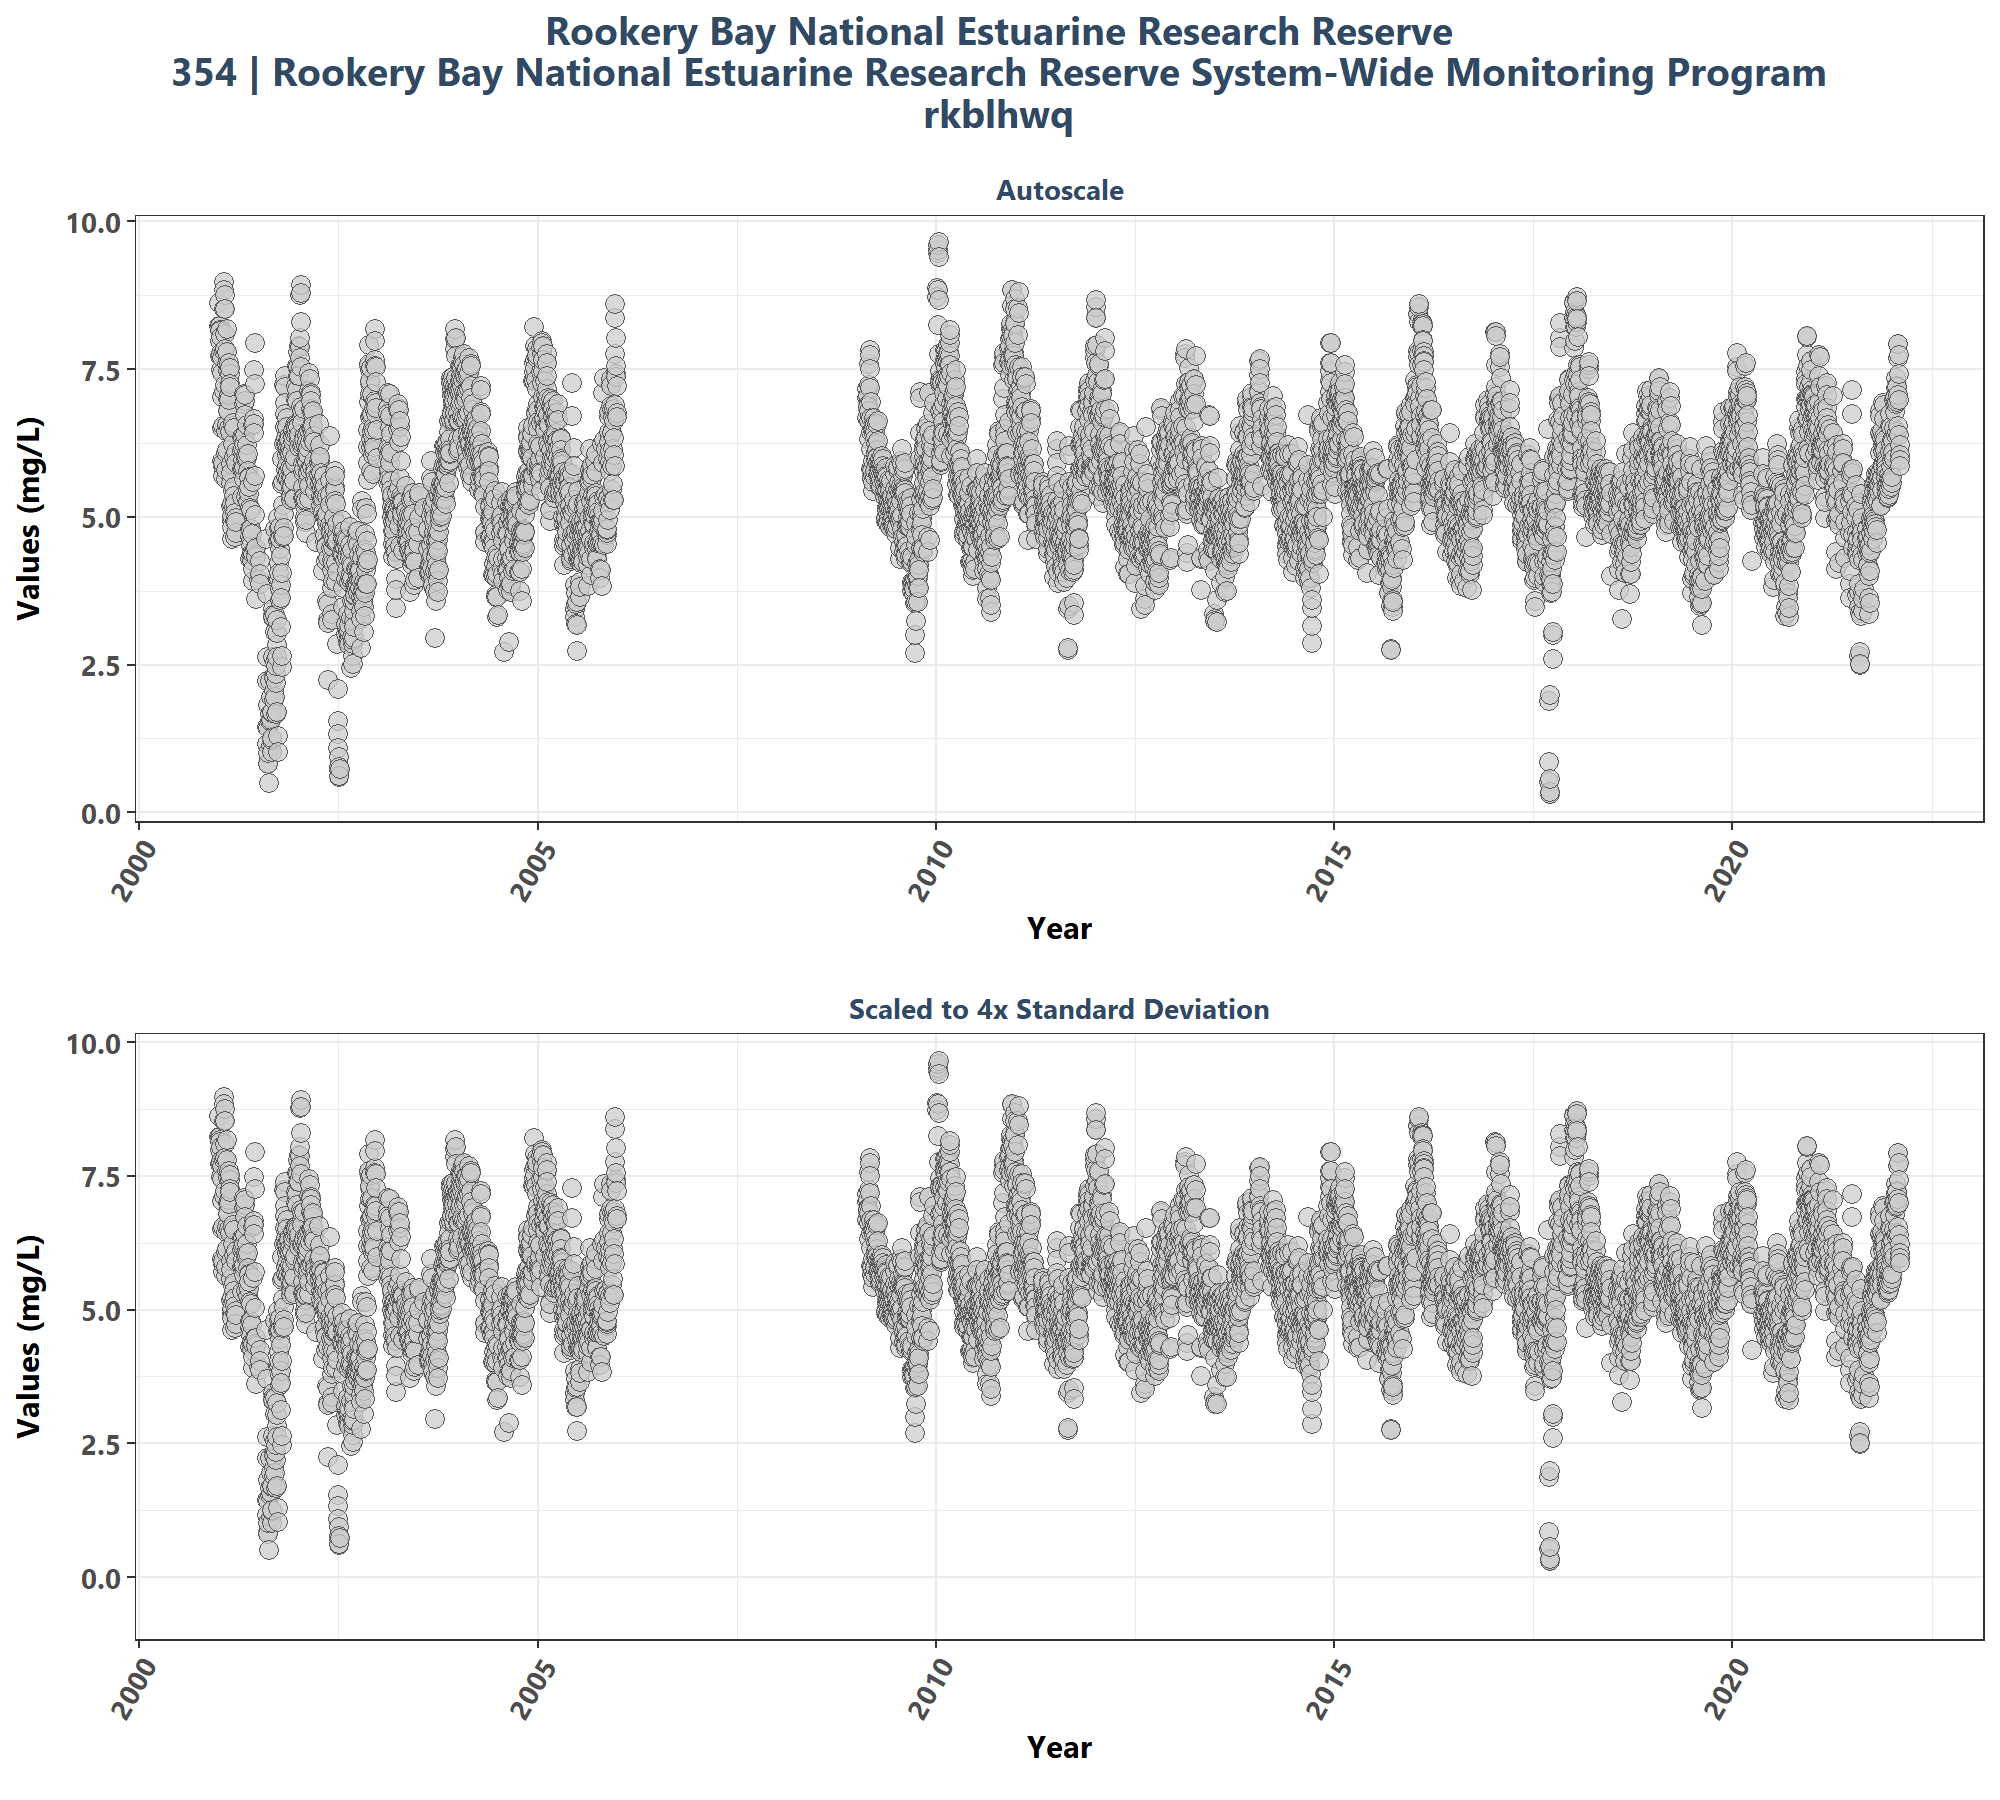 Rookery Bay National Estuarine Research Reserve
354 | Rookery Bay National Estuarine Research Reserve System-Wide Monitoring Program
rkblhwq
Autoscale
Values (mg/L)
10.0
7.5
5.0
2.5
0.0
2000 2005 2010 2015 2020
Year
Scaled to 4x Standard Deviation
Values (mg/L)
10.0
7.5
5.0
2.5
0.0
2000 2005 2010 2015 2020
Year